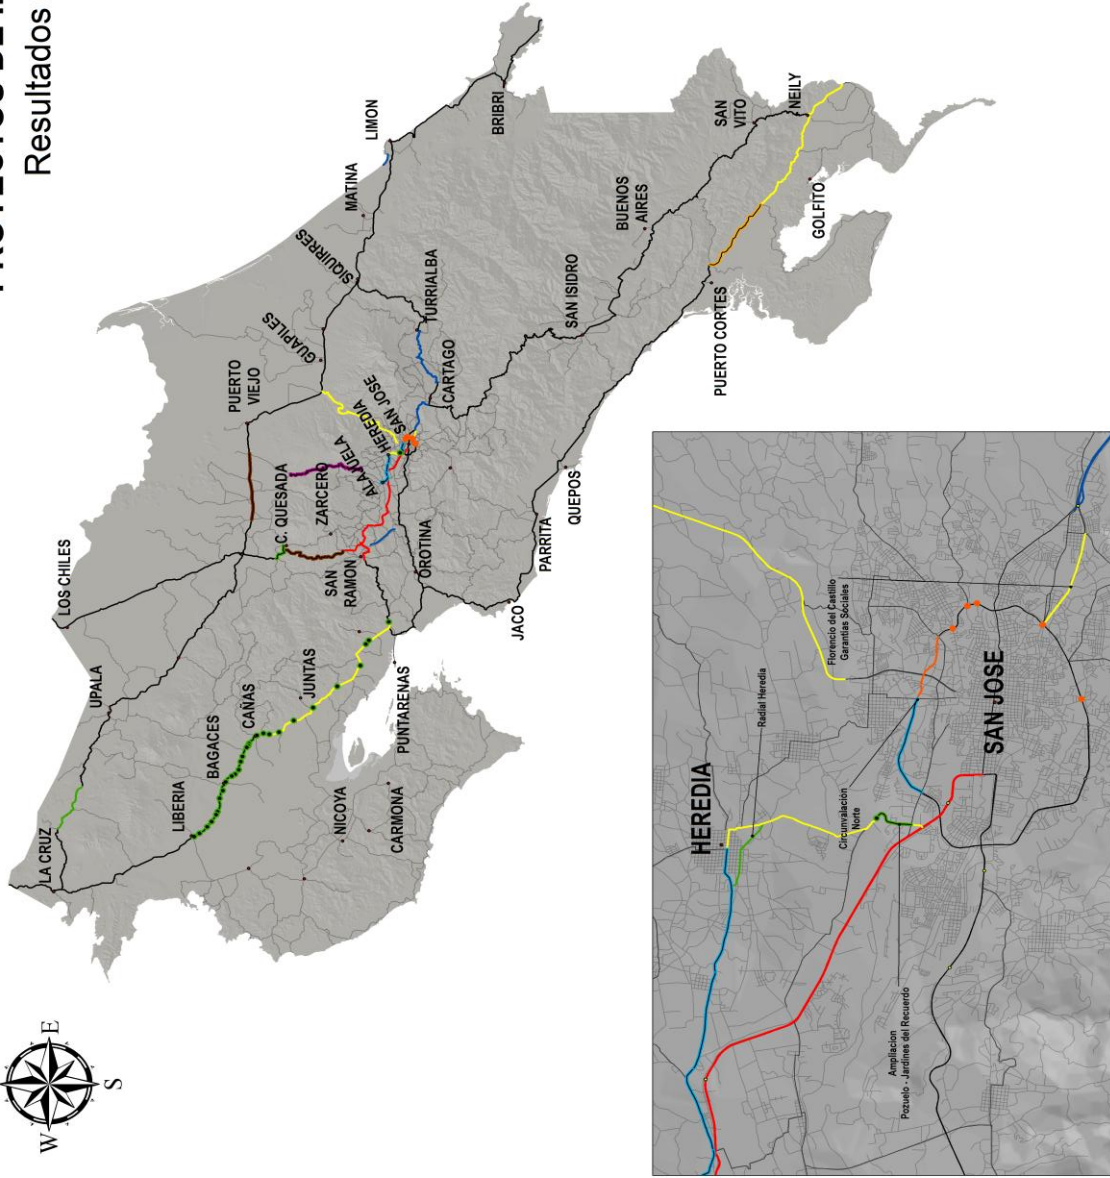 Resultados
W
E
S
LA CRUZ
UPALA
LOS CHILES
LIBERIA
BAGACES
CAÑAS
JUNTAS
NICOYA
CARMONA
PUNTARENAS
PUERTO
VIEJO
C. QUESADA
ZARCERO
SAN
RAMON
ALAJUELA
HEREDIA
SAN JOSE
GUAPILES
SIQUIRRES
MATINA
LIMON
BRIBRI
TURRIALBA
CARTAGO
OROTINA
JACO
PARRITA
QUEPOS
SAN ISIDRO
BUENOS
AIRES
SAN
VITO
NEILY
PUERTO CORTES
GOLFITO
HEREDIA
SAN JOSE
Radial Heredia
Florencio del Castillo
Garantias Sociales
Circunvalación
Norte
Ampliacion
Pozuelo - Jardines del Recuerdo